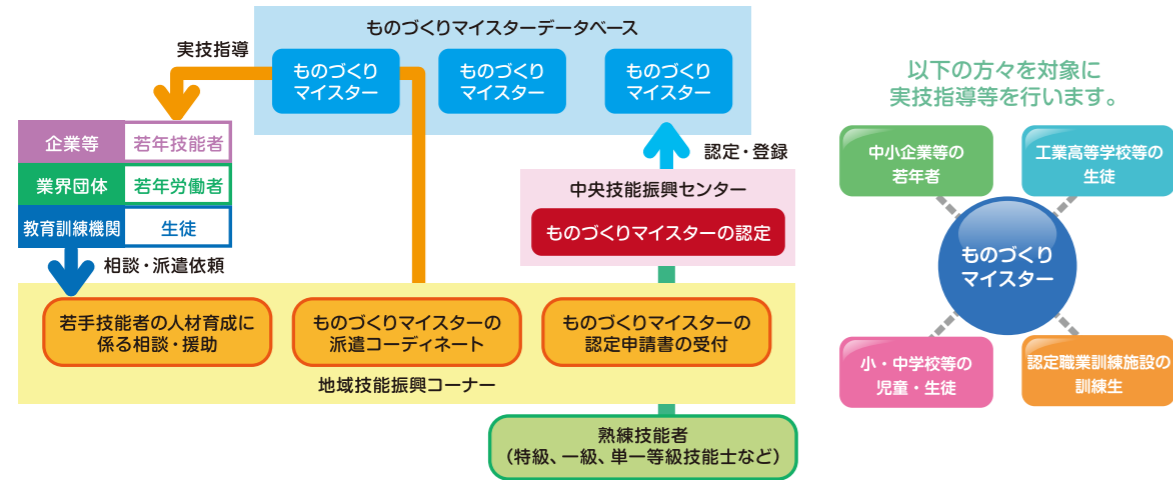 ものづくりマイスターデータベース
実技指導
ものづくり
マイスター
ものづくり
マイスター
ものづくり
マイスター
企業等
若年技能者
業界団体
若年労働者
教育訓練機関
生徒
認定・登録
中央技能振興センター
ものづくりマイスターの認定
相談・派遣依頼
若手技能者の人材育成に
係る相談・援助
ものづくりマイスターの
派遣コーディネート
ものづくりマイスターの
認定申請書の受付
地域技能振興コーナー
熟練技能者
（特級、一級、単一等級技能士など）
以下の方々を対象に
実技指導等を行います。
中小企業等の
若年者
工業高等学校等の
生徒
ものづくり
マイスター
小・中学校等の
児童・生徒
認定職業訓練施設の
訓練生